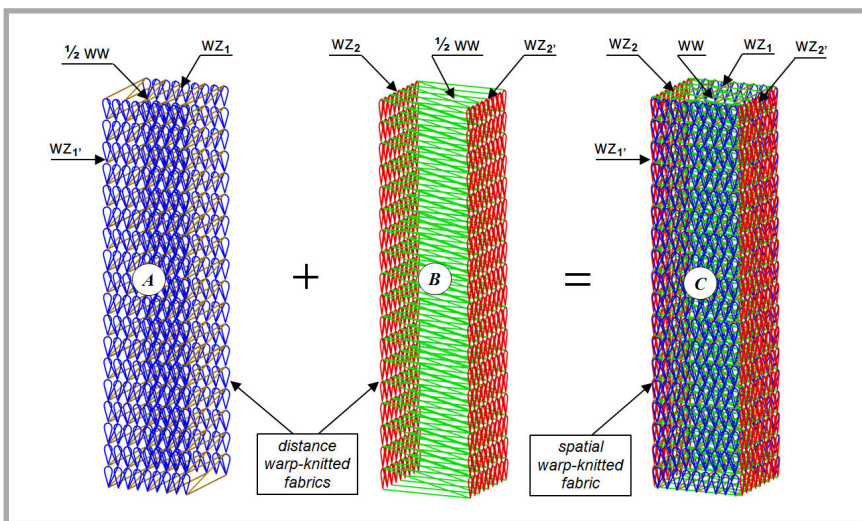 ½ WW
WZ1
WZ1'
A
+
WZ2
½ WW
WZ2'
B
=
WZ2
WW
WZ1
WZ2'
WZ1'
C
distance
warp-knitted
fabrics
spatial
warp-knitted
fabric